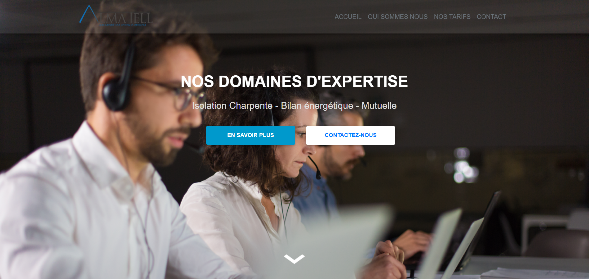 MAJELL
ACCUEIL QUI SOMMES-NOUS NOS TARIFS CONTACT
NOS DOMAINES D'EXPERTISE
Isolation Charpente - Bilan énergétique - Mutuelle
EN SAVOIR PLUS CONTACTEZ-NOUS